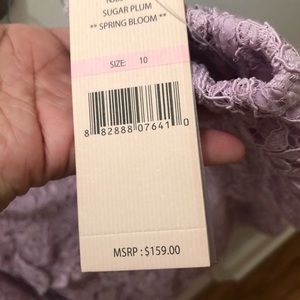 SUGAR PLUM
** SPRING BLOOM **
SIZE: 10
8 82888 07641 0
MSRP : $159.00